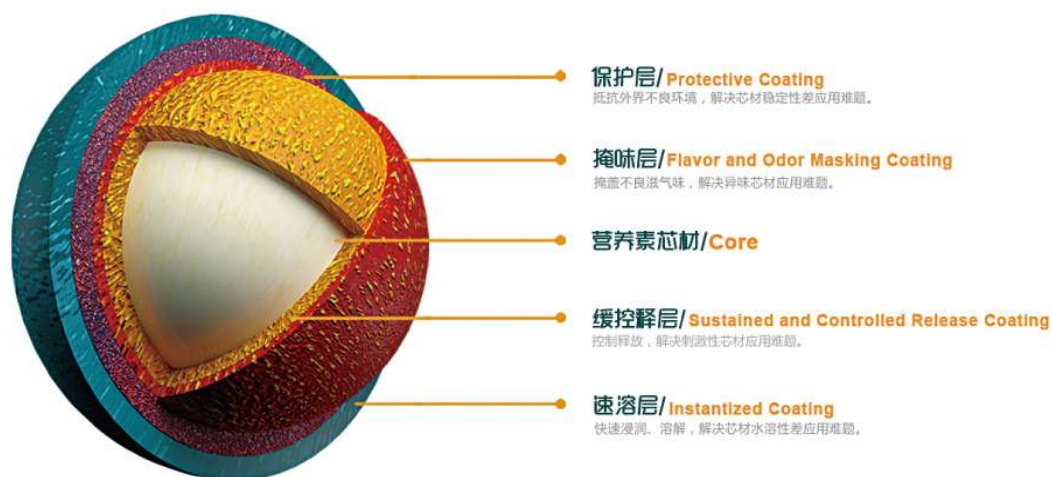 保护层/Protective Coating
抵抗外界不良环境，解决芯材稳定性差应用难题。
掩味层/Flavor and Odor Masking Coating
掩盖不良滋气味，解决异味芯材应用难题。
营养素芯材/Core
缓控释层/Sustained and Controlled Release Coating
控制释放，解决刺激性芯材应用难题。
速溶层/Instantized Coating
快速浸润、溶解，解决芯材水溶性差应用难题。